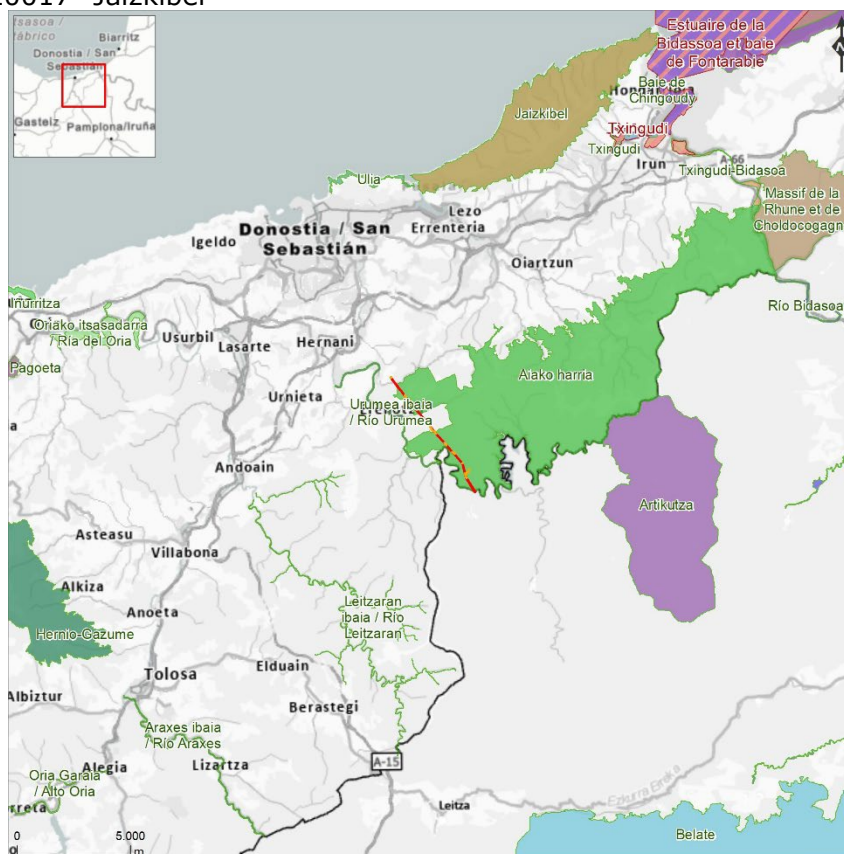 Jaizkibel
Biarritz
Donostia / San
Sebastián
Gasteiz
Pamplona/Iruña
Estuaire de la
Bidassoa et baie
de Fontarabie
Baie de
Chingoudy
Jaizkibel
Txingudi
Txingudi
Irun
A-66
Txingudi-Bidasoa
Ulia
Massif de la
Rhune et de
Choldocogagn
Lezo
Donostia / San
Sebastián
Errenteria
Igeldo
Oiartzun
Inurritza
Río Bidasoa
Oriako itsasadarra
/ Ría del Oria
Usurbil
Lasarte
Hernani
Pagoeta
Aiako harria
Urnieta
Urumea ibaia
/ Río Urumea
Andoain
Artikutza
Asteasu
Villabona
Alkiza
Anoeta
Leitzaran
ibaia / Río
Leitzaran
Hernio-Gazume
Tolosa
Elduain
Albiztur
Berastegi
Araxes ibaia
/ Río Araxes
Alegia
Lizartza
A-15
Oria Garaia
/ Alto Oria
Leitza
Ezkurra Erreka
Belate
0
5.000
m